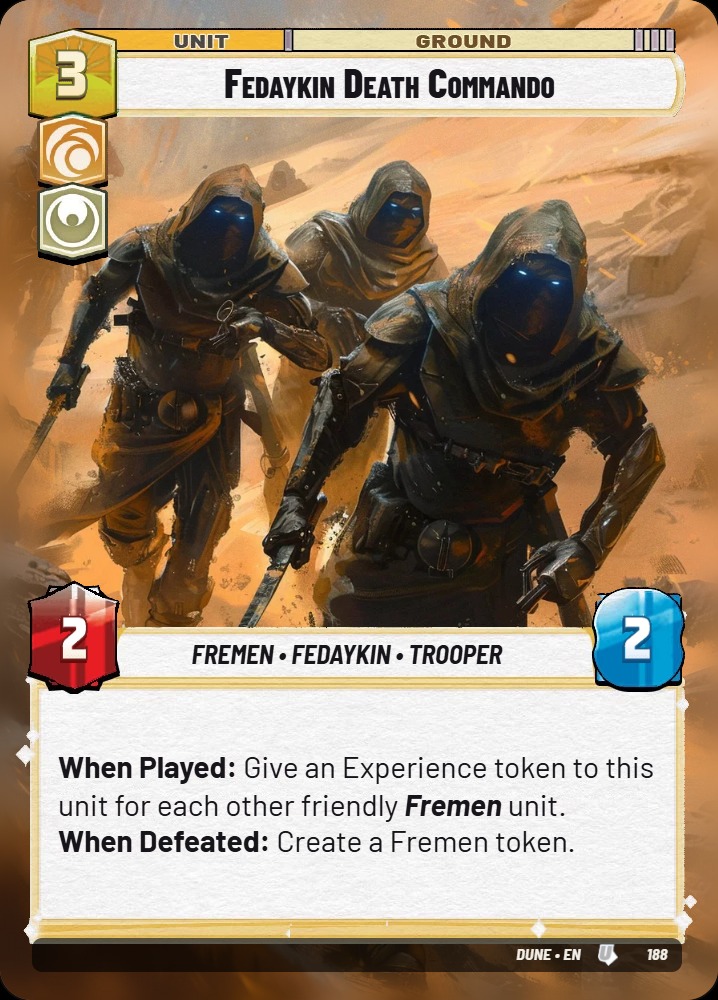 UNIT
GROUND
3
Fedaykin Death Commando
2
FREMEN • FEDAYKIN • TROOPER
2
When Played: Give an Experience token to this
unit for each other friendly Fremen unit.
When Defeated: Create a Fremen token.
DUNE • EN
U
188